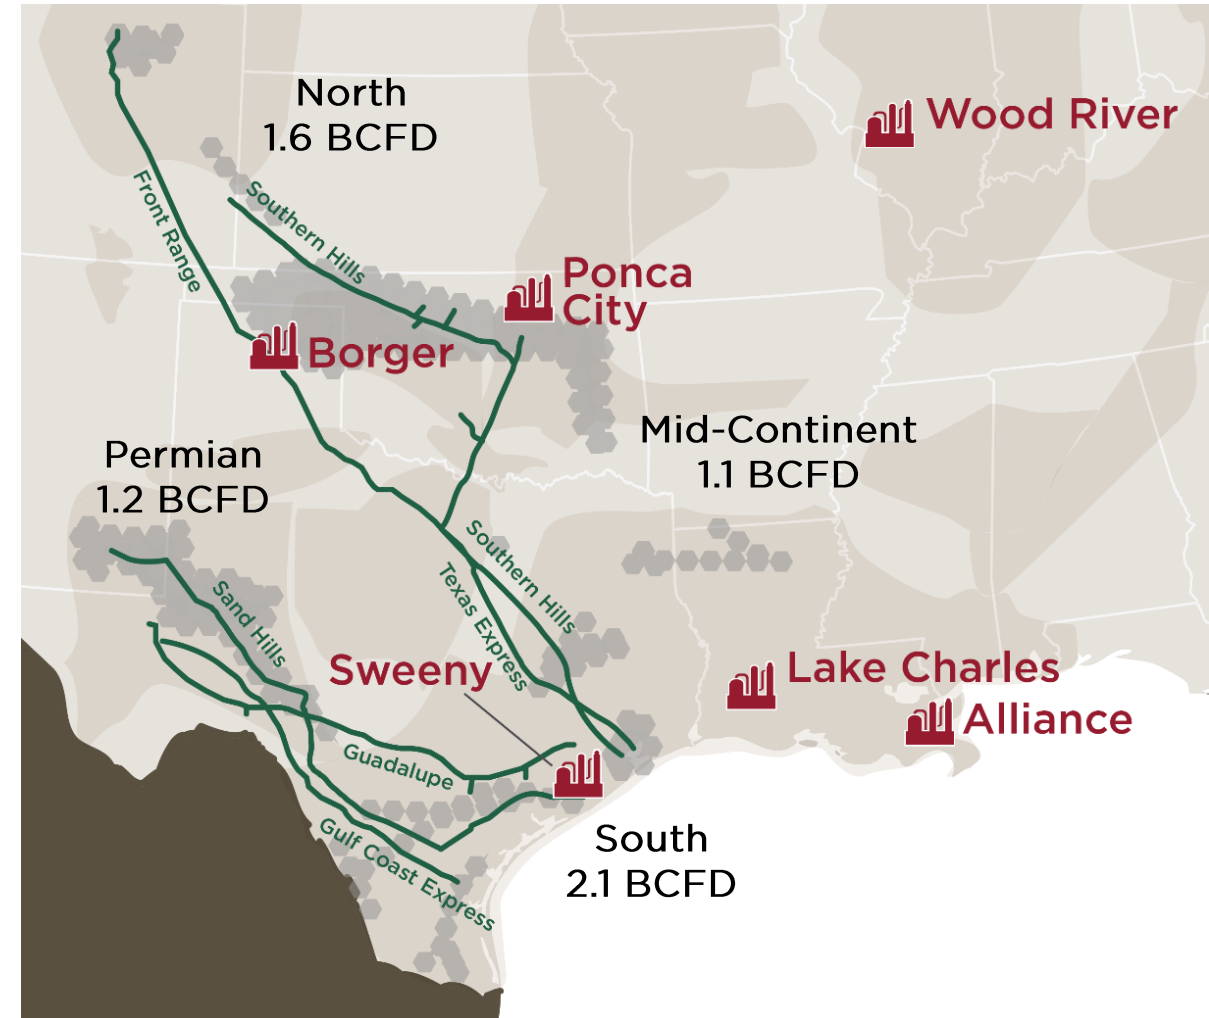 North
1.6 BCFD
Wood River
Front Range
Southern Hills
Ponca
City
Borger
Mid-Continent
1.1 BCFD
Permian
1.2 BCFD
Southern Hills
Texas Express
Sand Hills
Sweeny
Lake Charles
Alliance
Guadalupe
Gulf Coast Express
South
2.1 BCFD